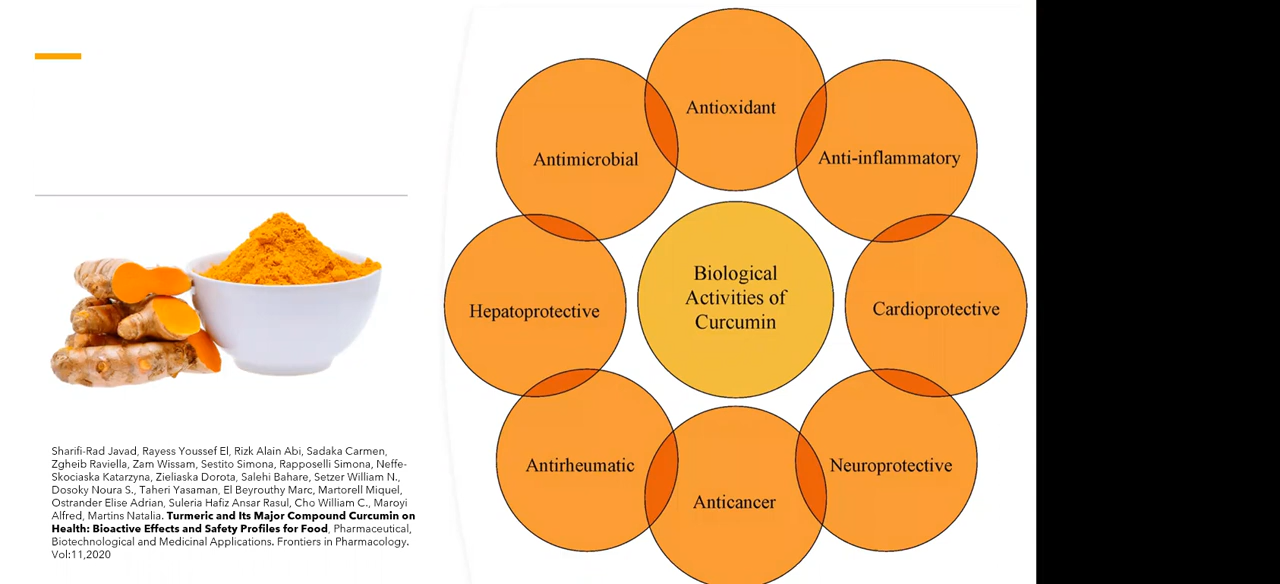 Antioxidant
Antimicrobial
Anti-inflammatory
Biological
Activities of
Curcumin
Hepatoprotective
Cardioprotective
Antirheumatic
Neuroprotective
Anticancer
Sharifi-Rad Javad, Rayess Youssef El, Rizk Alain Abi, Sadaka Carmen,
Zgheib Raviella, Zam Wissam, Sestito Simona, Rapposelli Simona, Neffe-
Skociaska Katarzyna, Zieliaska Dorota, Salehi Bahare, Setzer William N.,
Dosoky Noura S., Taheri Yasaman, El Beyrouthy Marc, Martorell Miquel,
Ostrander Elise Adrian, Suleria Hafiz Ansar Rasul, Cho William C., Maroyi
Alfred, Martins Natalia. Turmeric and Its Major Compound Curcumin on
Health: Bioactive Effects and Safety Profiles for Food, Pharmaceutical,
Biotechnological and Medicinal Applications. Frontiers in Pharmacology.
Vol:11,2020